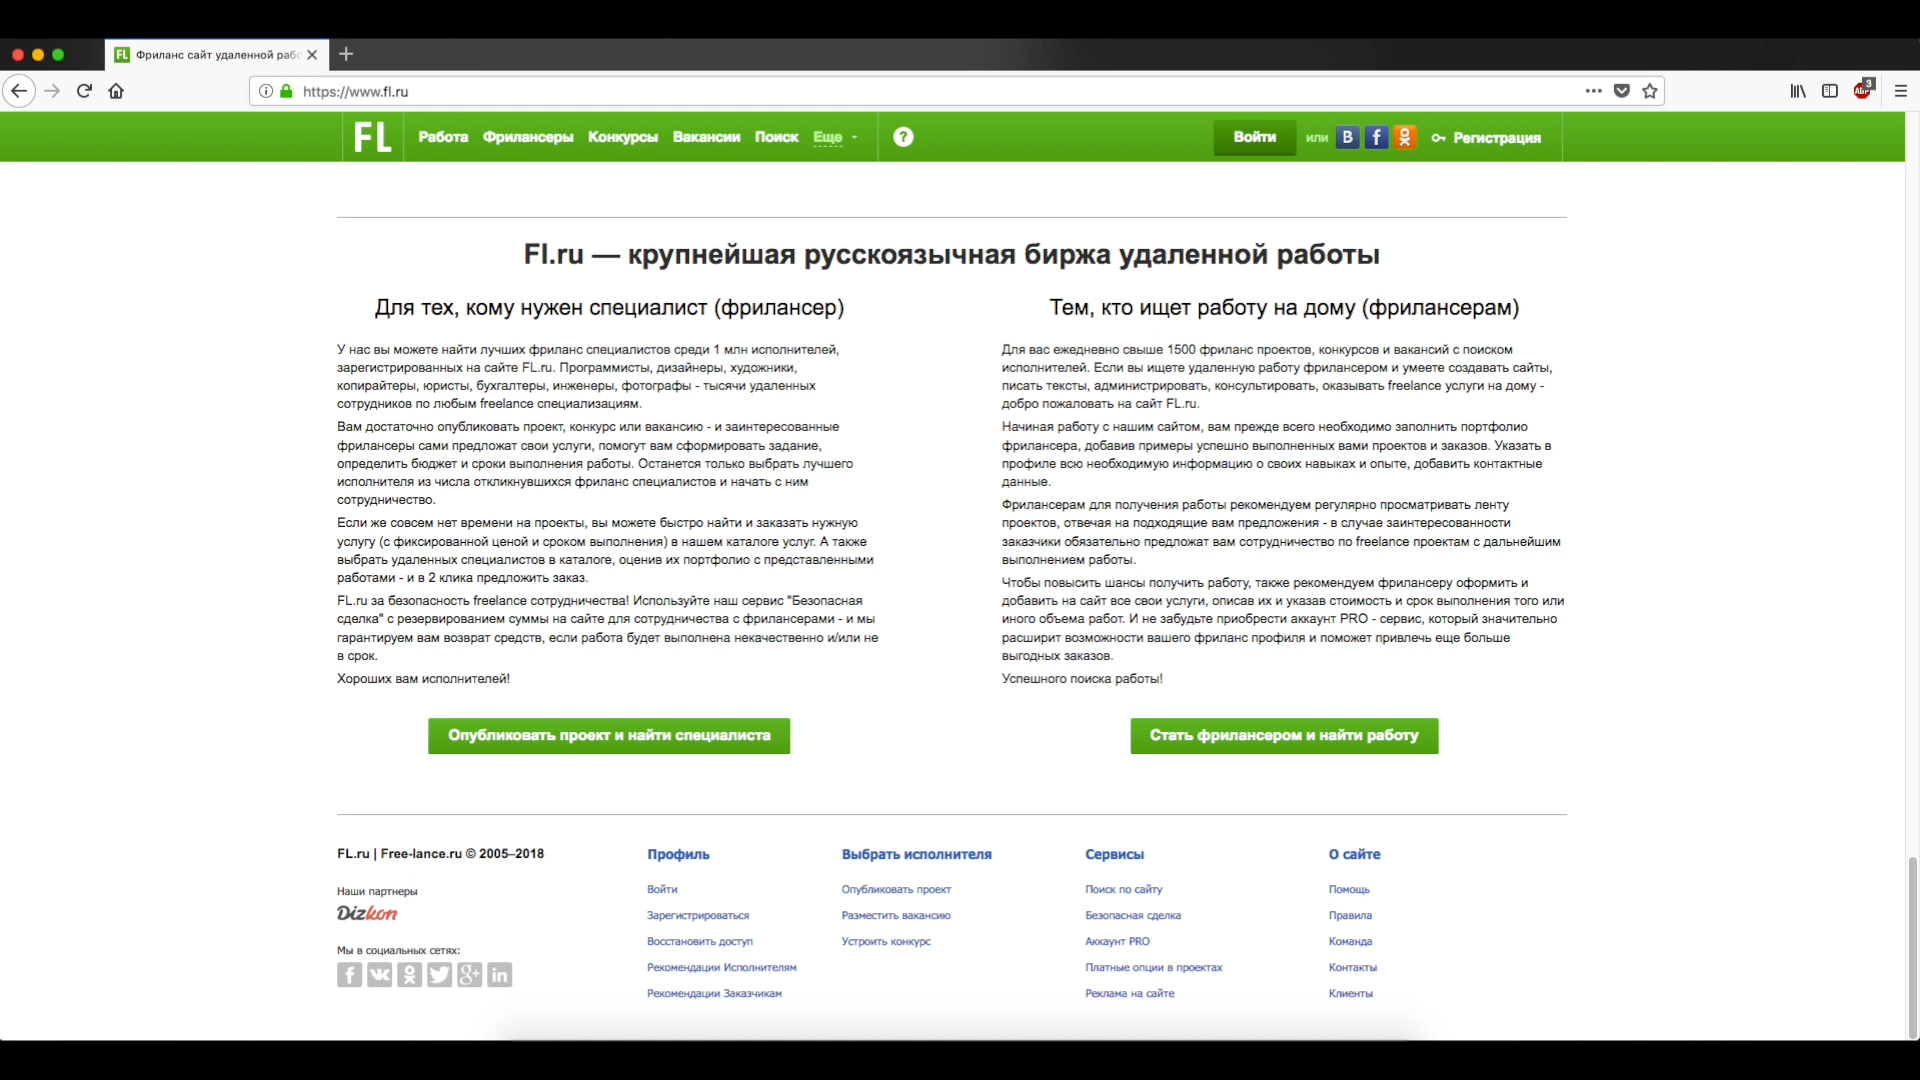 FL Фриланс сайт удаленной раб
https://www.fl.ru
3
ABP
FL Работа Фрилансеры Конкурсы Вакансии Поиск Еще ?
Войти или В f Регистрация
Fl.ru — крупнейшая русскоязычная биржа удаленной работы
Для тех, кому нужен специалист (фрилансер)
У нас вы можете найти лучших фриланс специалистов среди 1 млн исполнителей,
зарегистрированных на сайте FL.ru. Программисты, дизайнеры, художники,
копирайтеры, юристы, бухгалтеры, инженеры, фотографы - тысячи удаленных
сотрудников по любым freelance специализациям.
Вам достаточно опубликовать проект, конкурс или вакансию - и заинтересованные
фрилансеры сами предложат свои услуги, помогут вам сформировать задание,
определить бюджет и сроки выполнения работы. Останется только выбрать лучшего
исполнителя из числа откликнувшихся фриланс специалистов и начать с ним
сотрудничество.
Если же совсем нет времени на проекты, вы можете быстро найти и заказать нужную
услугу (с фиксированной ценой и сроком выполнения) в нашем каталоге услуг. А также
выбрать удаленных специалистов в каталоге, оценив их портфолио с представленными
работами - и в 2 клика предложить заказ.
FL.ru за безопасность freelance сотрудничества! Используйте наш сервис "Безопасная
сделка" с резервированием суммы на сайте для сотрудничества с фрилансерами - и мы
гарантируем вам возврат средств, если работа будет выполнена некачественно и/или не
в срок.
Хороших вам исполнителей!
Опубликовать проект и найти специалиста
Тем, кто ищет работу на дому (фрилансерам)
Для вас ежедневно свыше 1500 фриланс проектов, конкурсов и вакансий с поиском
исполнителей. Если вы ищете удаленную работу фрилансером и умеете создавать сайты,
писать тексты, администрировать, консультировать, оказывать freelance услуги на дому -
добро пожаловать на сайт FL.ru.
Начиная работу с нашим сайтом, вам прежде всего необходимо заполнить портфолио
фрилансера, добавив примеры успешно выполненных вами проектов и заказов. Указать в
профиле всю необходимую информацию о своих навыках и опыте, добавить контактные
данные.
Фрилансерам для получения работы рекомендуем регулярно просматривать ленту
проектов, отвечая на подходящие вам предложения - в случае заинтересованности
заказчики обязательно предложат вам сотрудничество по freelance проектам с дальнейшим
выполнением работы.
Чтобы повысить шансы получить работу, также рекомендуем фрилансеру оформить и
добавить на сайт все свои услуги, описав их и указав стоимость и срок выполнения того или
иного объема работ. И не забудьте приобрести аккаунт PRO - сервис, который значительно
расширит возможности вашего фриланс профиля и поможет привлечь еще больше
выгодных заказов.
Успешного поиска работы!
Стать фрилансером и найти работу
FL.ru | Free-lance.ru © 2005–2018
Наши партнеры
Dizkon
Мы в социальных сетях:
f g+ in
Профиль
Войти
Зарегистрироваться
Восстановить доступ
Рекомендации Исполнителям
Рекомендации Заказчикам
Выбрать исполнителя
Опубликовать проект
Разместить вакансию
Устроить конкурс
Сервисы
Поиск по сайту
Безопасная сделка
Аккаунт PRO
Платные опции в проектах
Реклама на сайте
О сайте
Помощь
Правила
Команда
Контакты
Клиенты